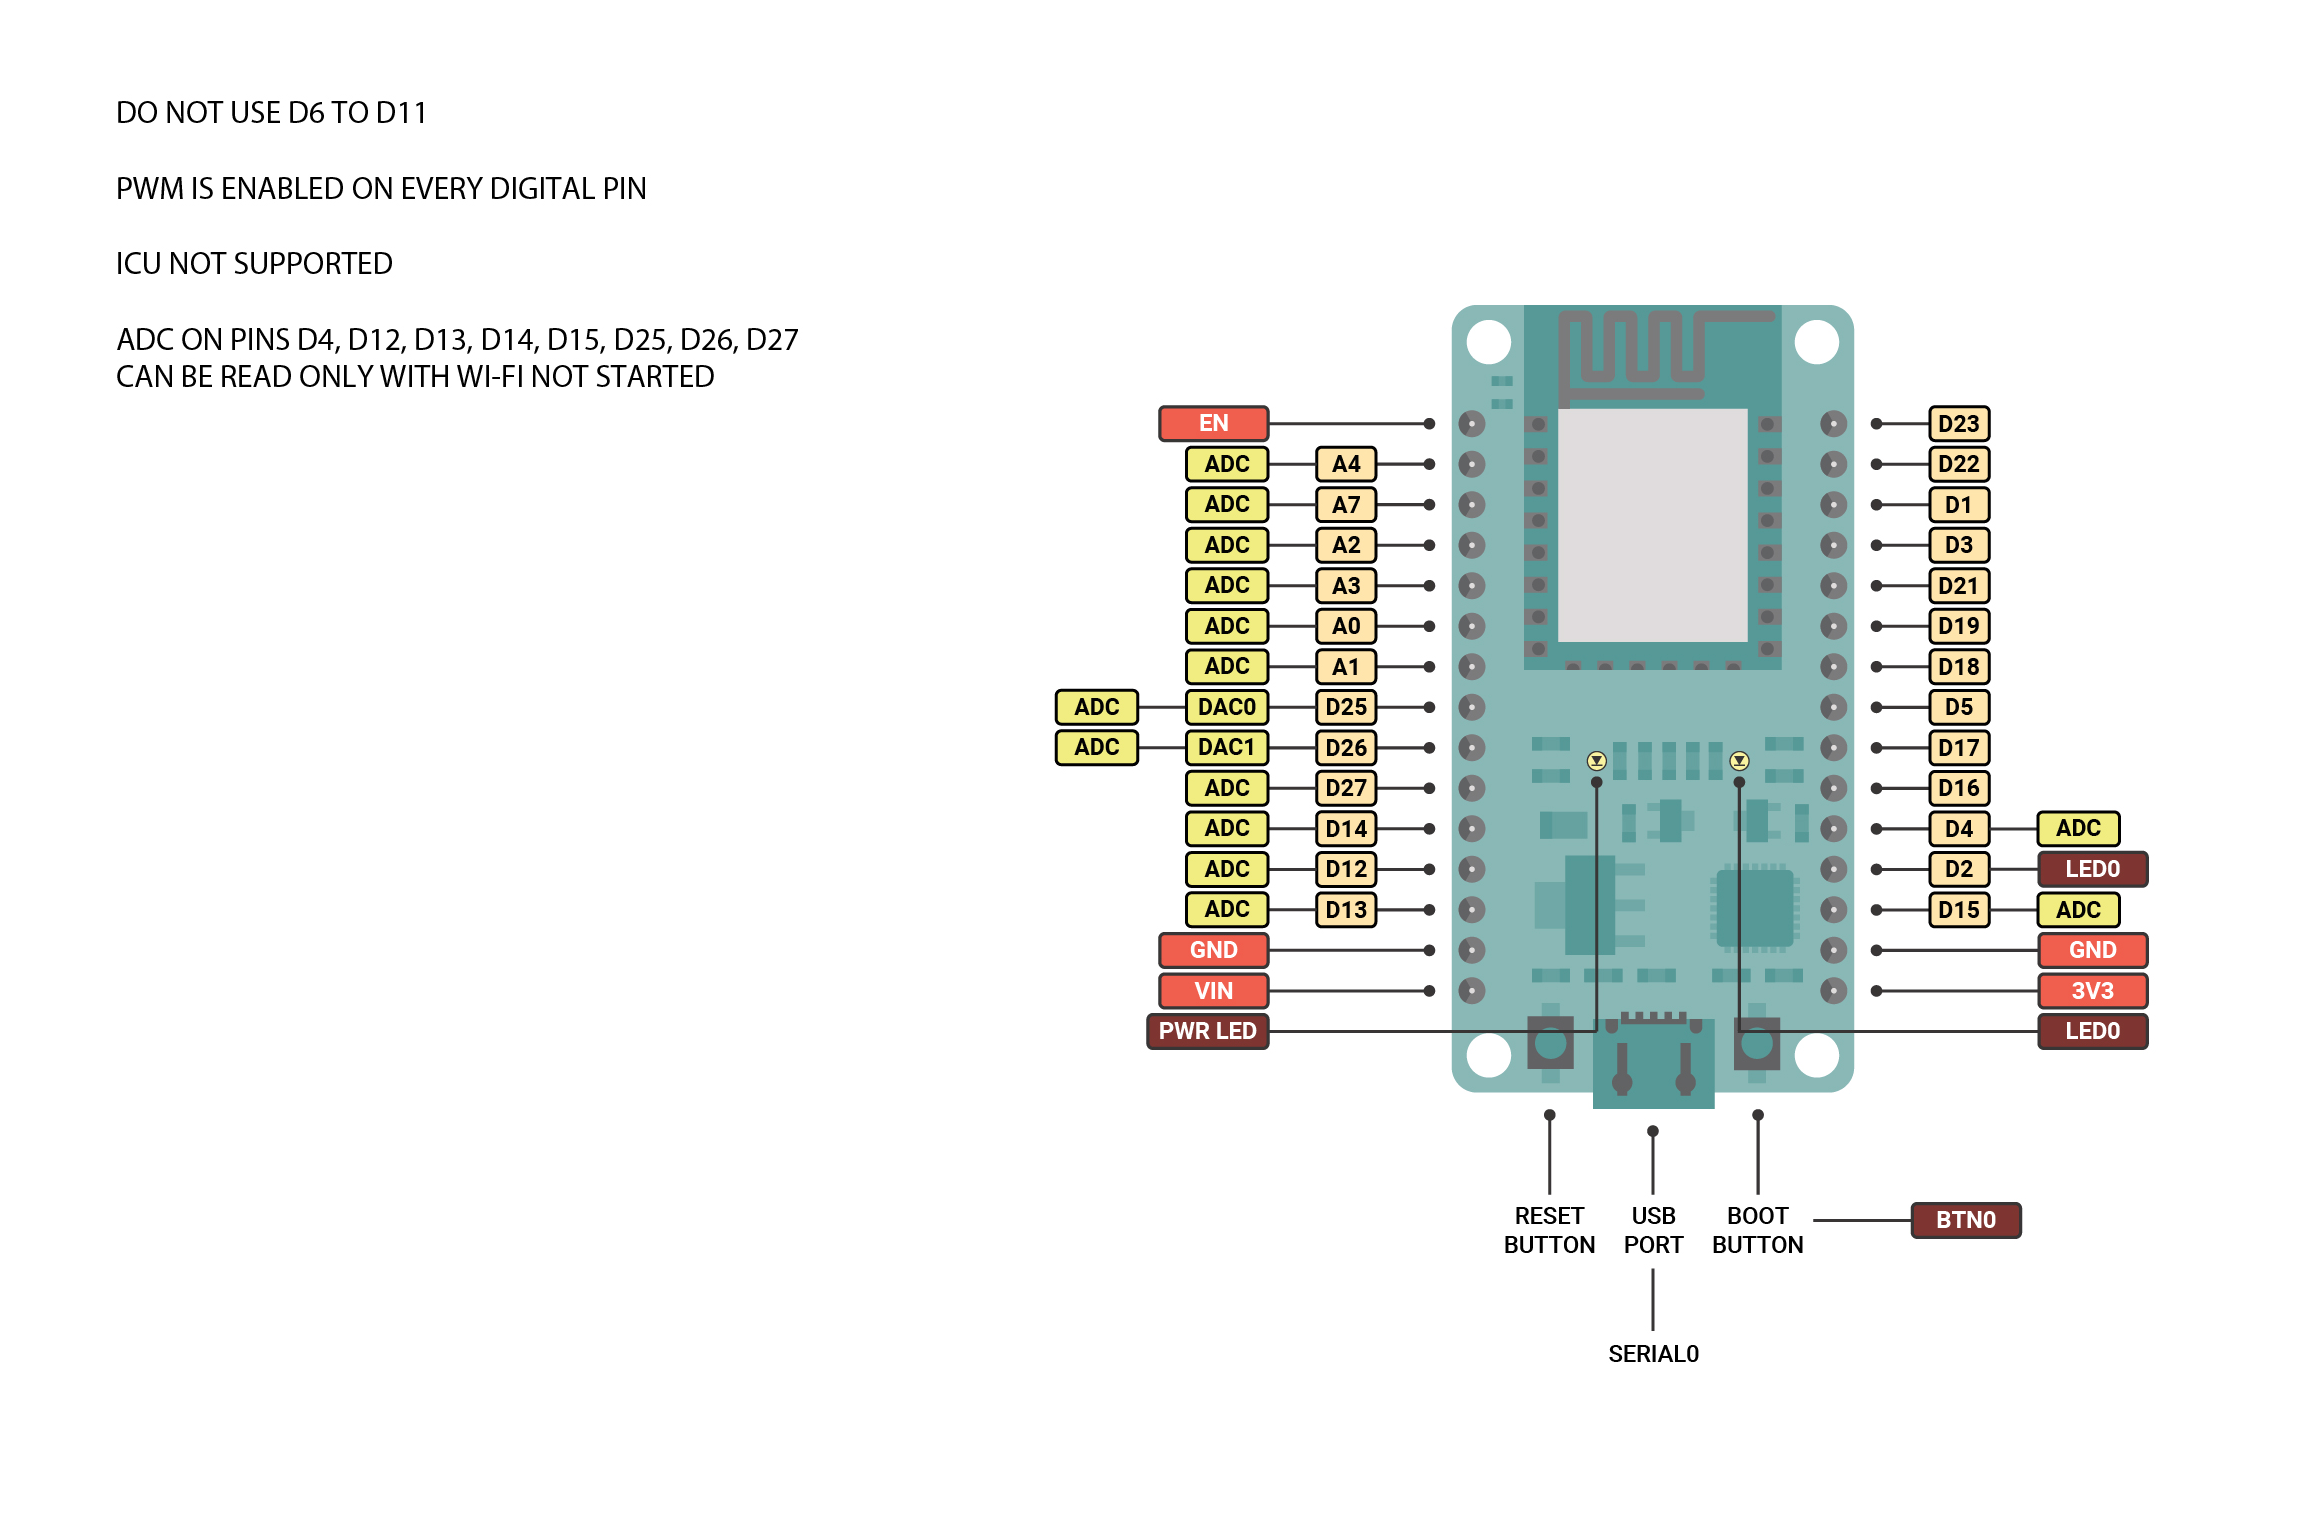 DO NOT USE D6 TO D11
PWM IS ENABLED ON EVERY DIGITAL PIN
ICU NOT SUPPORTED
ADC ON PINS D4, D12, D13, D14, D15, D25, D26, D27
CAN BE READ ONLY WITH WI-FI NOT STARTED
EN D23
ADC A4 D22
ADC A7 D1
ADC A2 D3
ADC A3 D21
ADC A0 D19
ADC A1 D18
ADC DAC0 D25 D5
ADC DAC1 D26 D17
ADC D27 D16
ADC D14 D4 ADC
ADC D12 D2 LED0
ADC D13 D15 ADC
GND GND
VIN 3V3
PWR LED LED0
RESET BUTTON
USB PORT
BOOT BUTTON
BTN0
SERIAL0